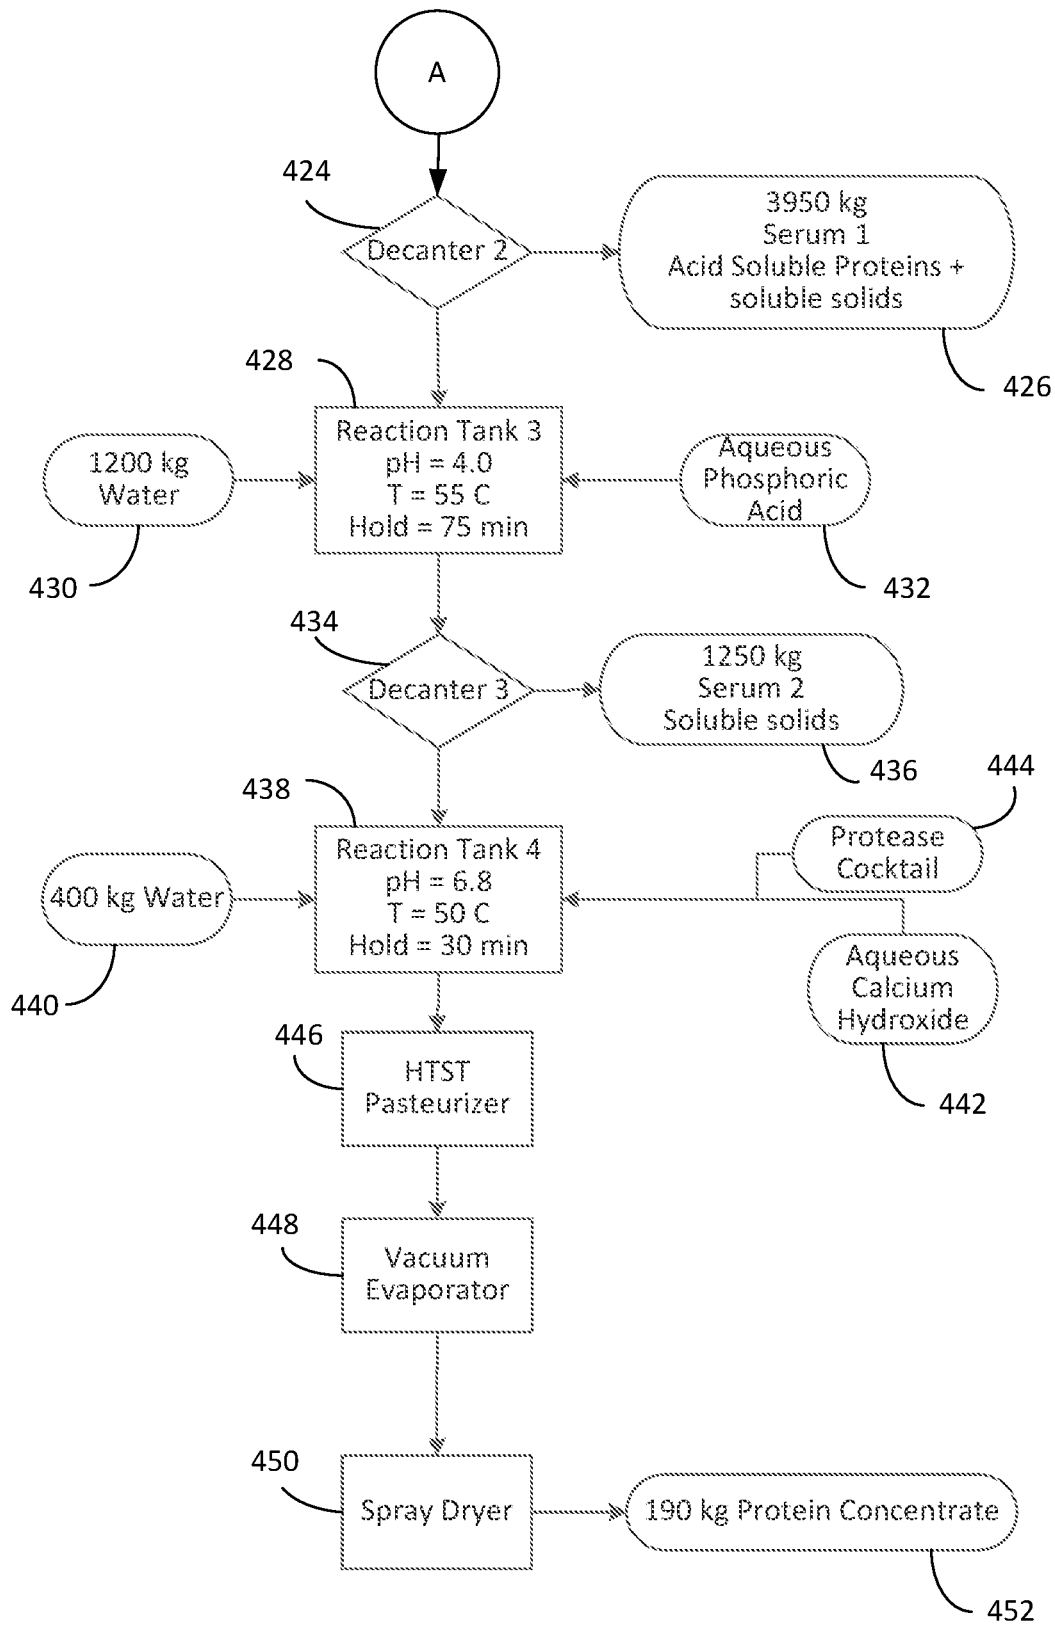 A
424
Decanter 2
3950 kg
Serum 1
Acid Soluble Proteins +
soluble solids
426
428
Reaction Tank 3
pH = 4.0
T = 55 C
Hold = 75 min
1200 kg
Water
430
Aqueous
Phosphoric
Acid
432
434
Decanter 3
1250 kg
Serum 2
Soluble solids
436
438
Reaction Tank 4
pH = 6.8
T = 50 C
Hold = 30 min
400 kg Water
440
444
Protease
Cocktail
Aqueous
Calcium
Hydroxide
442
446
HTST
Pasteurizer
448
Vacuum
Evaporator
450
Spray Dryer
190 kg Protein Concentrate
452